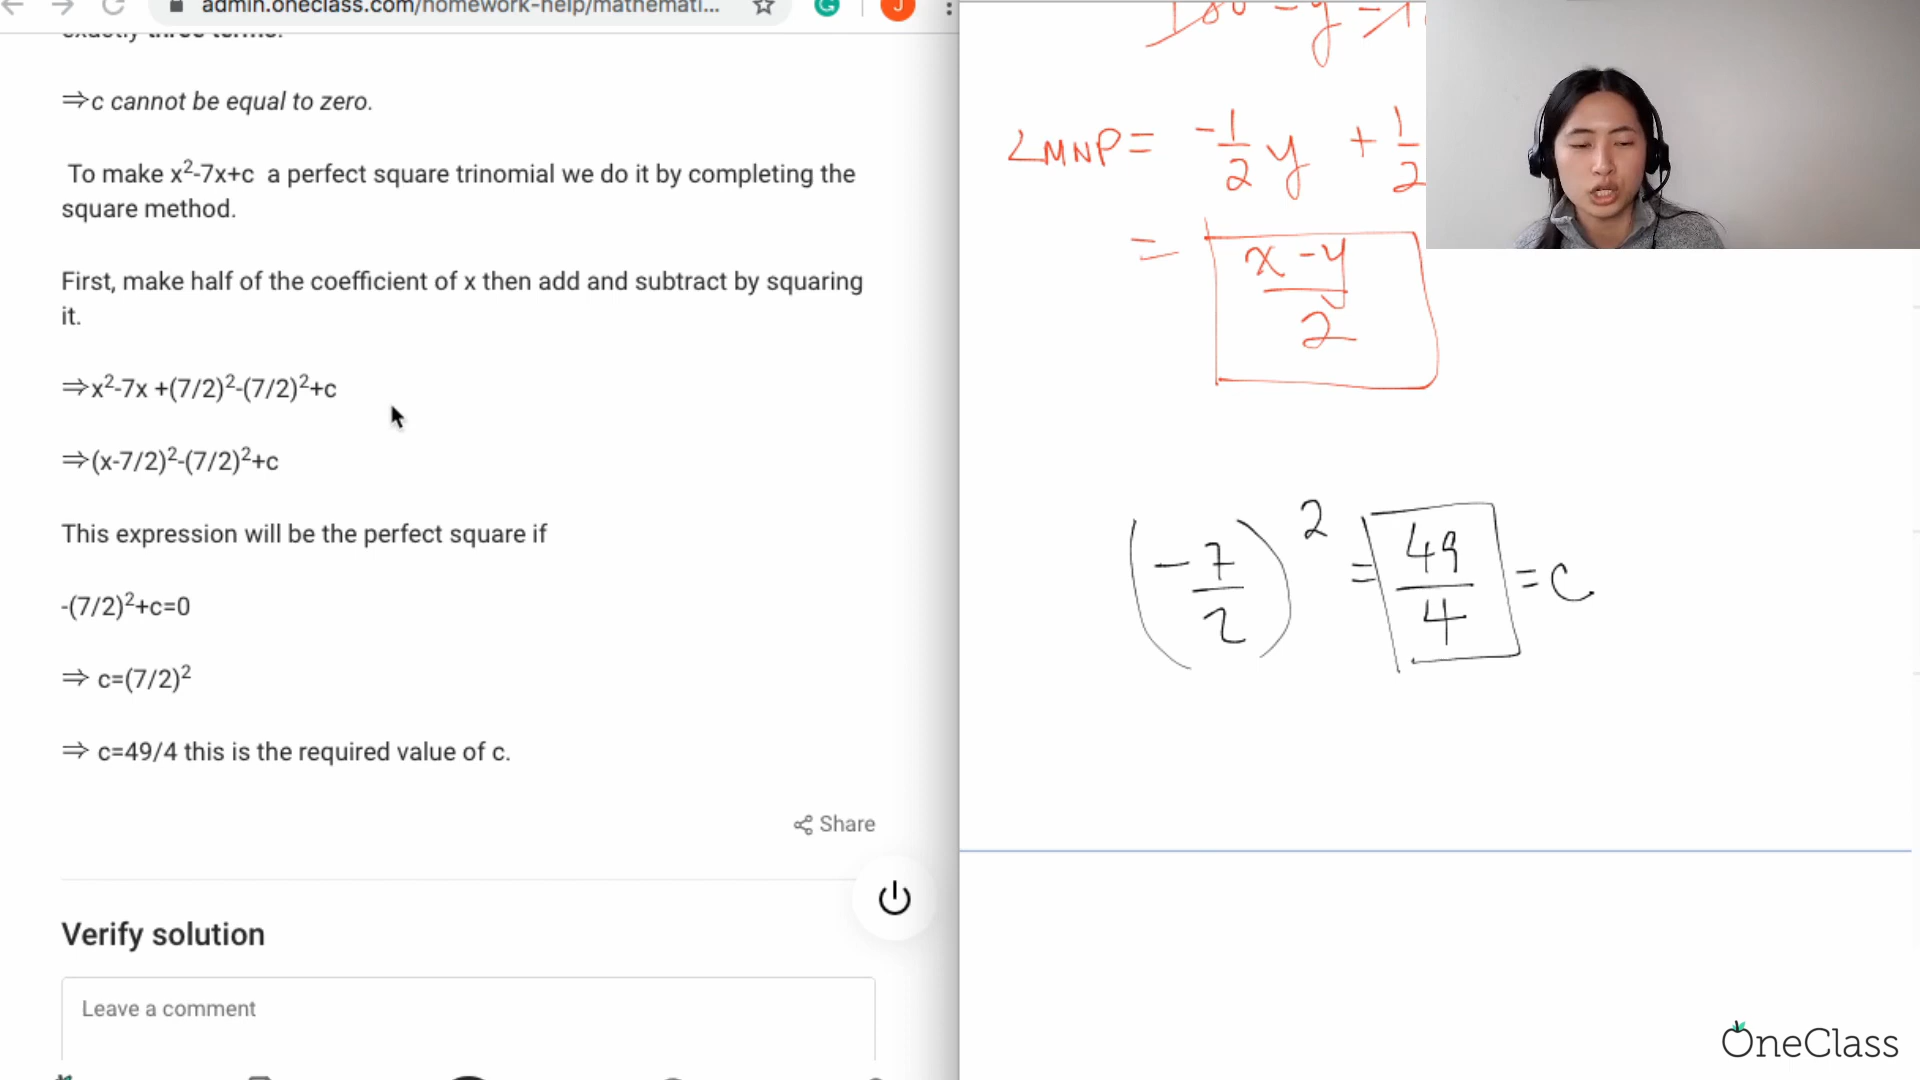 admin.oneclass.com/homework-help/mathemati...
J
exactly three terms.
⇒c cannot be equal to zero.
To make x²-7x+c a perfect square trinomial we do it by completing the
square method.
First, make half of the coefficient of x then add and subtract by squaring
it.
⇒x²-7x +(7/2)²-(7/2)²+c
⇒(x-7/2)²-(7/2)²+c
This expression will be the perfect square if
-(7/2)²+c=0
⇒ c=(7/2)²
⇒ c=49/4 this is the required value of c.
Share
Verify solution
Leave a comment
180 - y =
∠MNP = -1/2 y + 1/2
= x-y/2
(-7/2)² = 49/4 = c
OneClass